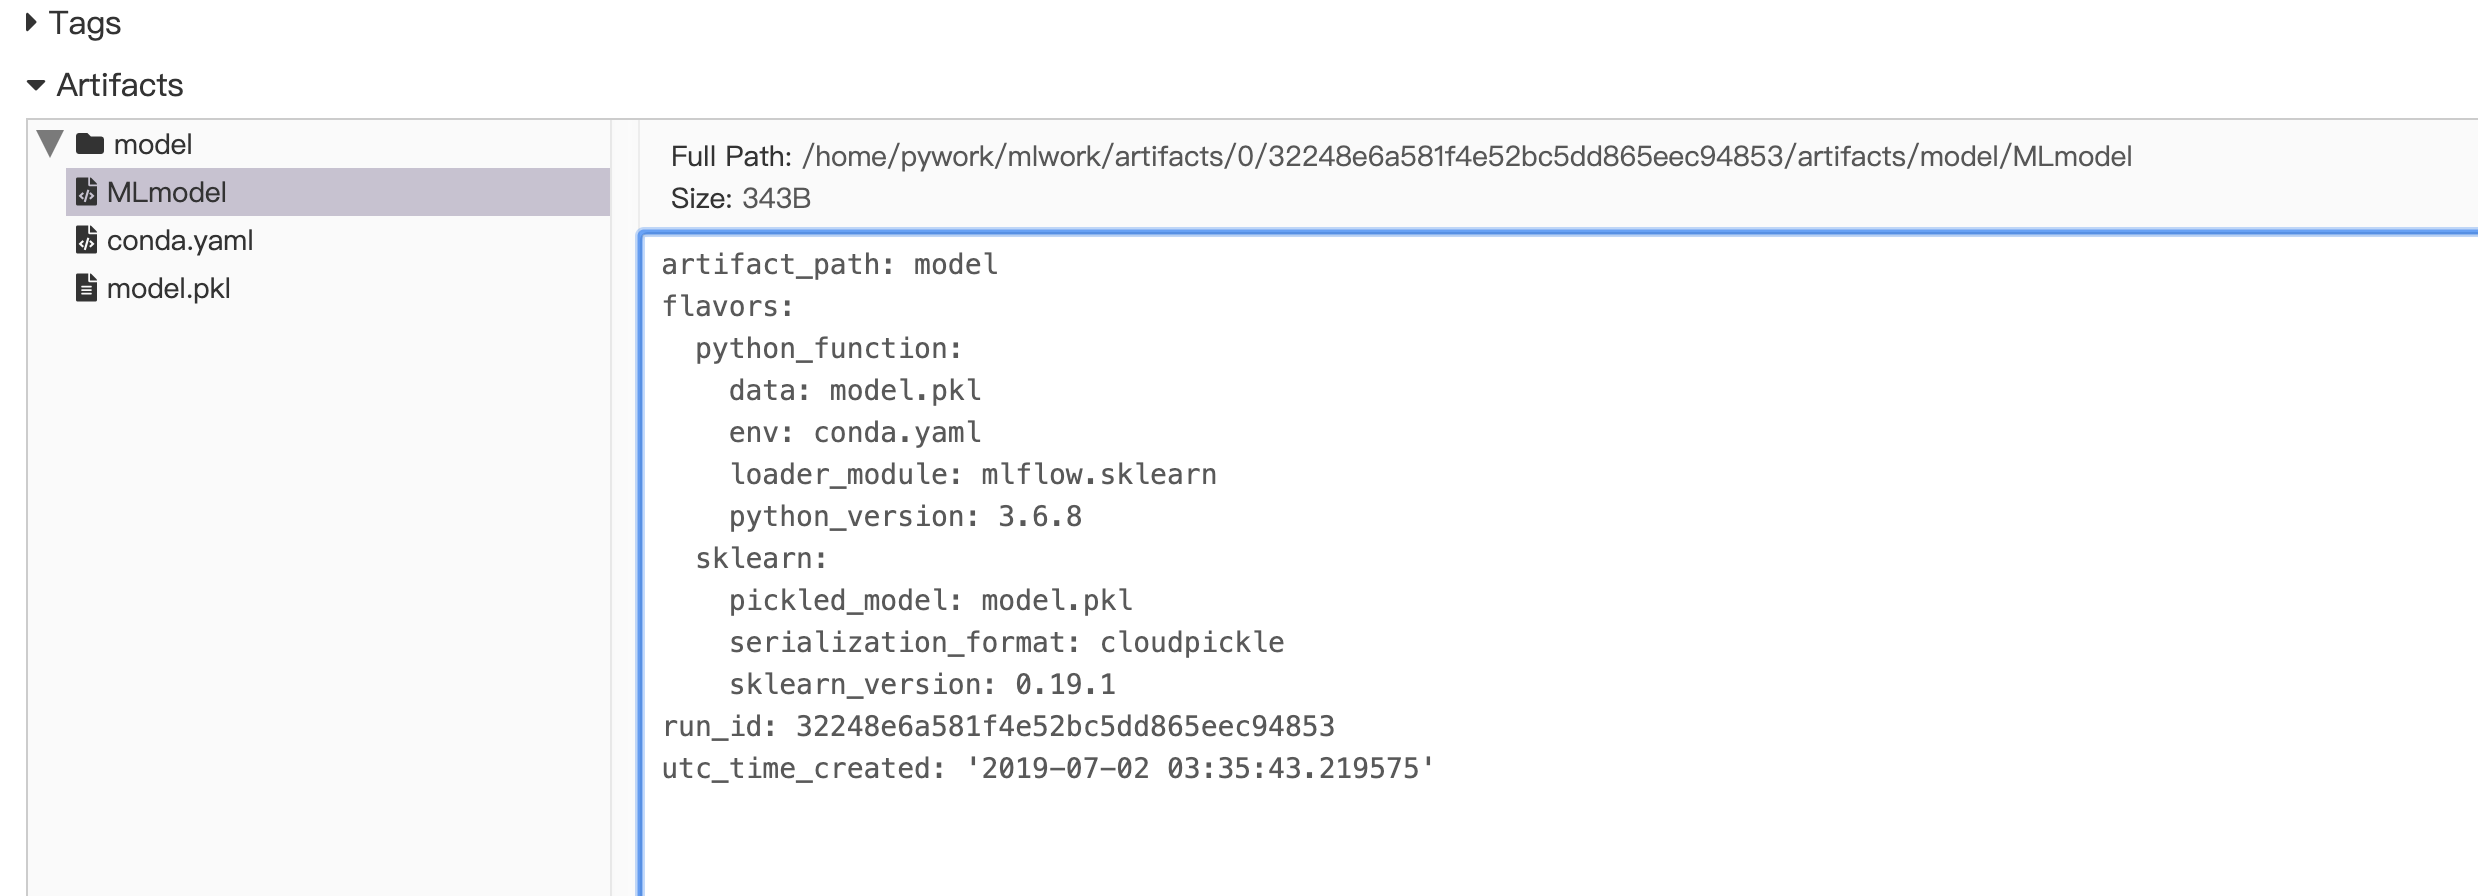 Tags
Artifacts
model
MLmodel
conda.yaml
model.pkl
Full Path: /home/pywork/mlwork/artifacts/0/32248e6a581f4e52bc5dd865eec94853/artifacts/model/MLmodel
Size: 343B
artifact_path: model
flavors:
  python_function:
    data: model.pkl
    env: conda.yaml
    loader_module: mlflow.sklearn
    python_version: 3.6.8
  sklearn:
    pickled_model: model.pkl
    serialization_format: cloudpickle
    sklearn_version: 0.19.1
run_id: 32248e6a581f4e52bc5dd865eec94853
utc_time_created: '2019-07-02 03:35:43.219575'